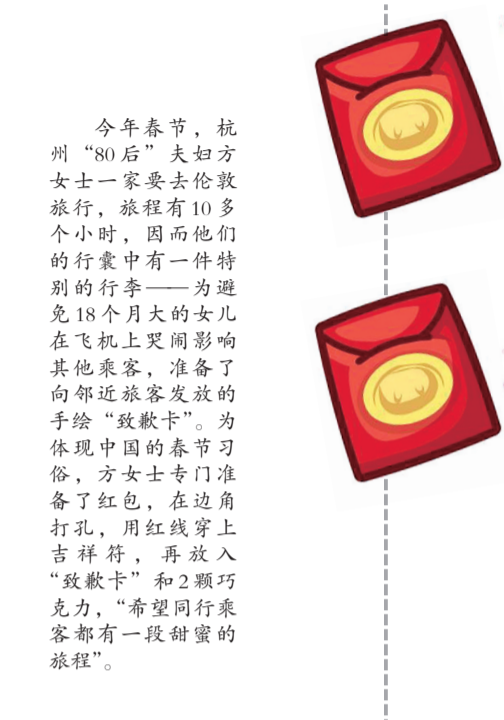 今年春节，杭
州“80后”夫妇方
女士一家要去伦敦
旅行，旅程有10多
个小时，因而他们
的行囊中有一件特
别的行李——为避
免18个月大的女儿
在飞机上哭闹影响
其他乘客，准备了
向邻近旅客发放的
手绘“致歉卡”。为
体现中国的春节习
俗，方女士专门准
备了红包，在边角
打孔，用红线穿上
吉祥符，再放入
“致歉卡”和2颗巧
克力，“希望同行乘
客都有一段甜蜜的
旅程”。